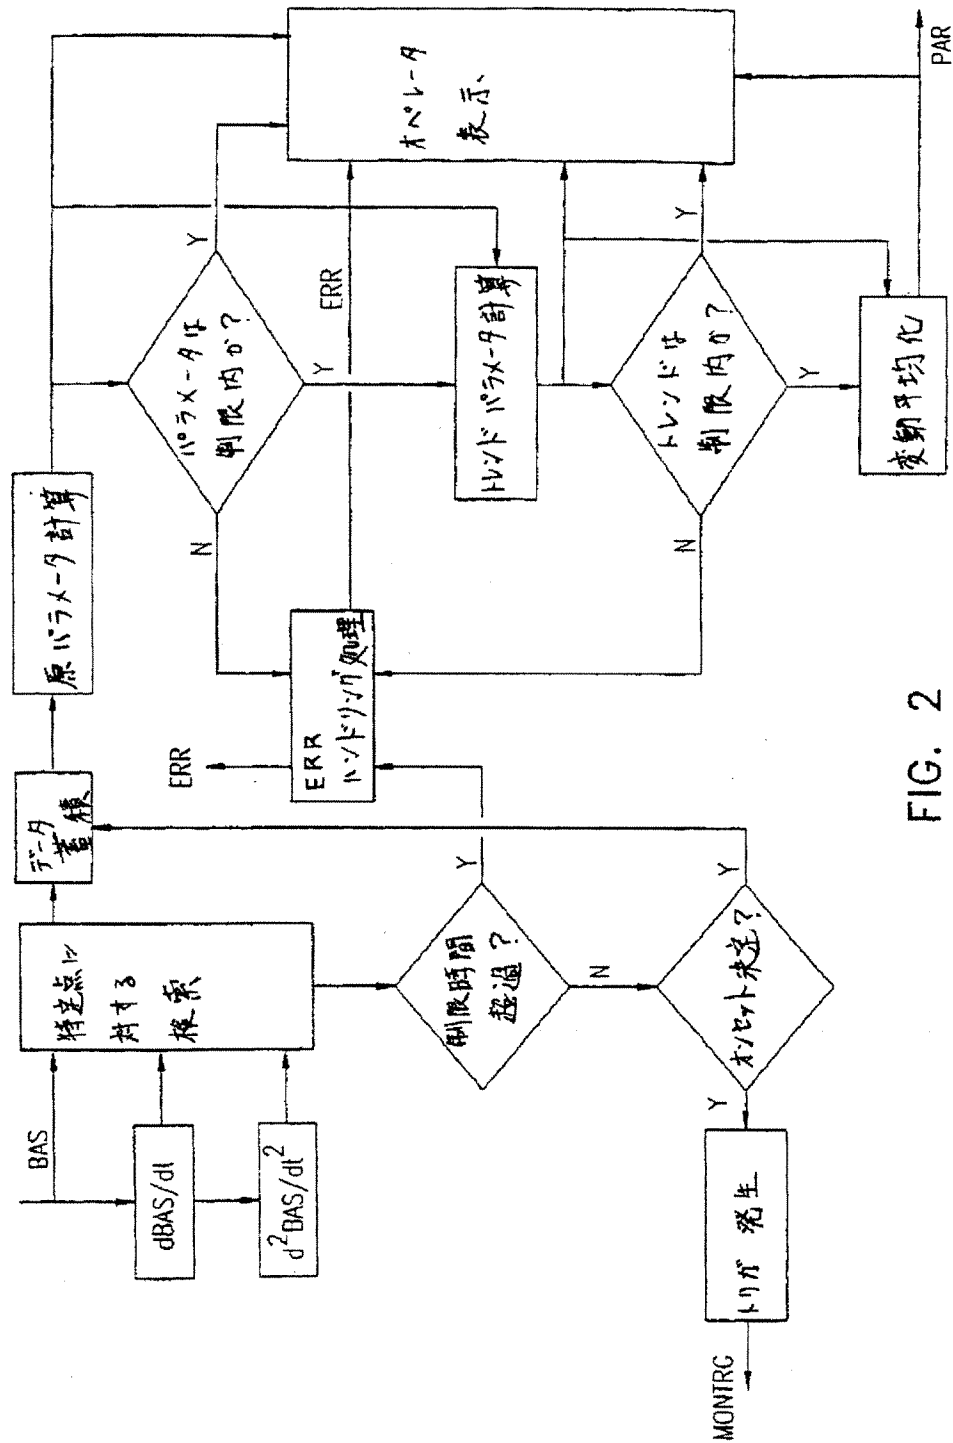 BAS
dBAS/dt
d²BAS/dt²
特定点に
対する
検索
データ
蓄積
原パラメータ計算
制限時間
超過?
N
Y
オンセット決定?
Y
Y
トリガ発生
MONTRG
ERR
ERR
ハンドリング処理
パラメータは
制限内か?
N
Y
Y
ERR
トレンドパラメータ計算
トレンドは
制限内か?
N
Y
Y
変動平均化
オペレータ
表示
PAR
FIG. 2